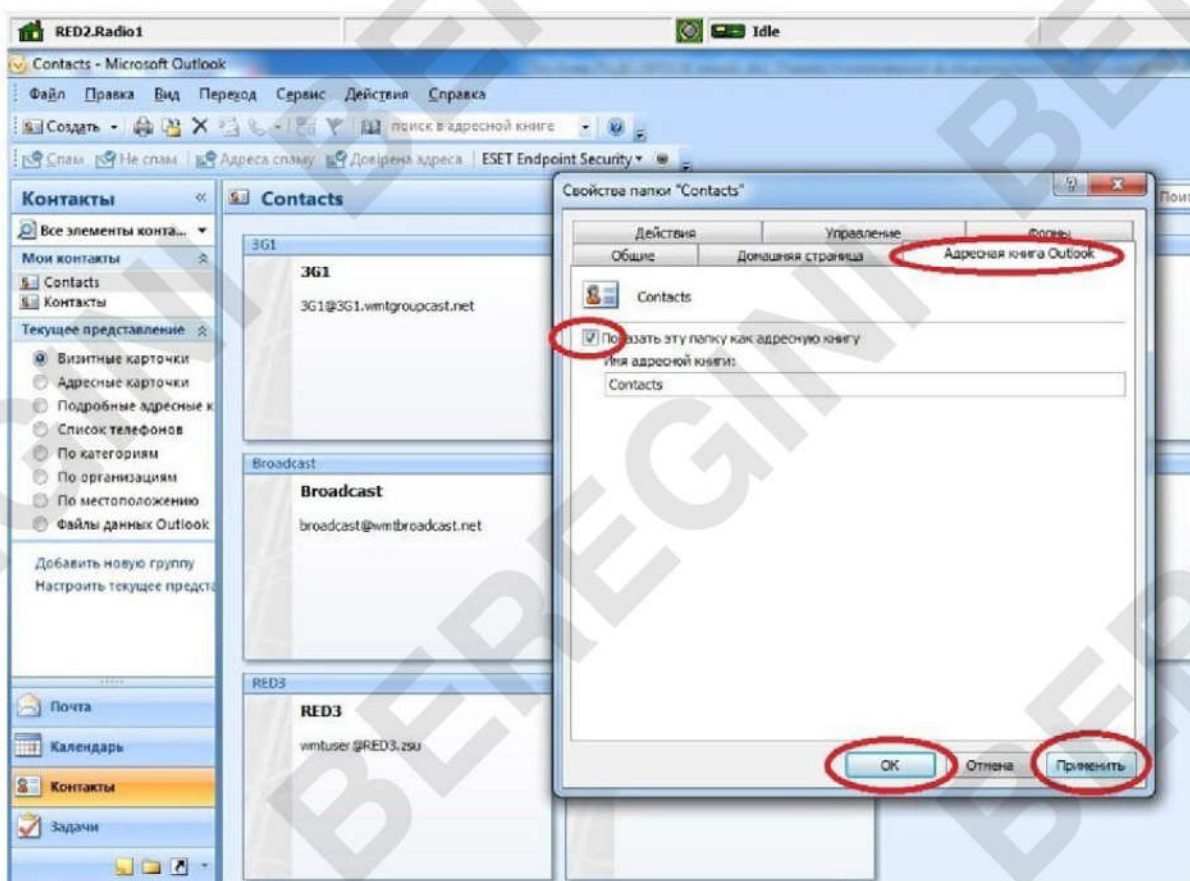 RED2.Radio1
Idle
Contacts - Microsoft Outlook
Файл Правка Вид Переход Сервис Действия Справка
Создать
поиск в адресной книге
Спам Не спам Адреса спаму Довірена адреса ESET Endpoint Security
Контакты
Все элементы конта...
Мои контакты
Contacts
Контакты
Текущее представление
Визитные карточки
Адресные карточки
Подробные адресные к
Список телефонов
По категориям
По организациям
По местоположению
Файлы данных Outlook
Добавить новую группу
Настроить текущее предста
Почта
Календарь
Контакты
Задачи
Contacts
3G1
3G1
3G1@3G1.wmtgroupcast.net
Broadcast
Broadcast
broadcast@wmtbroadcast.net
RED3
RED3
wmtuser@RED3.zsu
Свойства папки "Contacts"
Действия Управление Формы
Общие Домашняя страница Адресная книга Outlook
Contacts
Показать эту папку как адресную книгу
Имя адресной книги:
Contacts
OK Отмена Применить
Поис
BEREGINI
BEREGINI